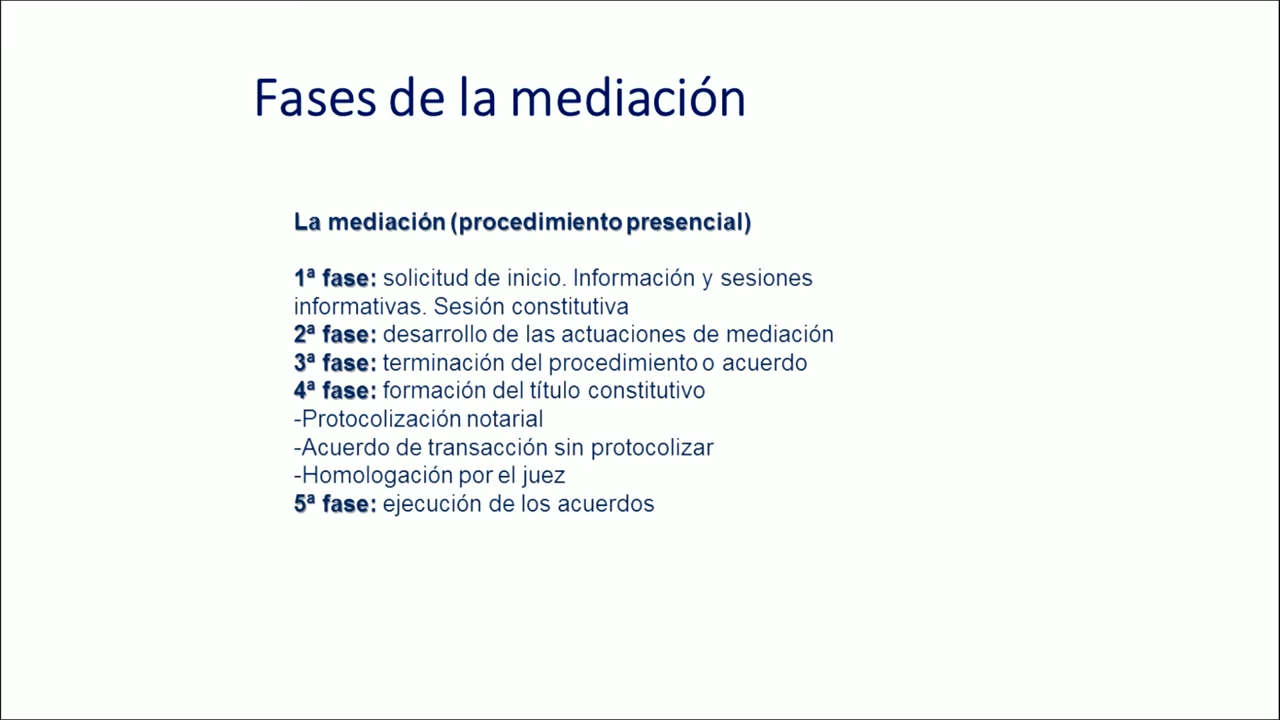 Fases de la mediación
La mediación (procedimiento presencial)
1ª fase: solicitud de inicio. Información y sesiones
informativas. Sesión constitutiva
2ª fase: desarrollo de las actuaciones de mediación
3ª fase: terminación del procedimiento o acuerdo
4ª fase: formación del título constitutivo
-Protocolización notarial
-Acuerdo de transacción sin protocolizar
-Homologación por el juez
5ª fase: ejecución de los acuerdos